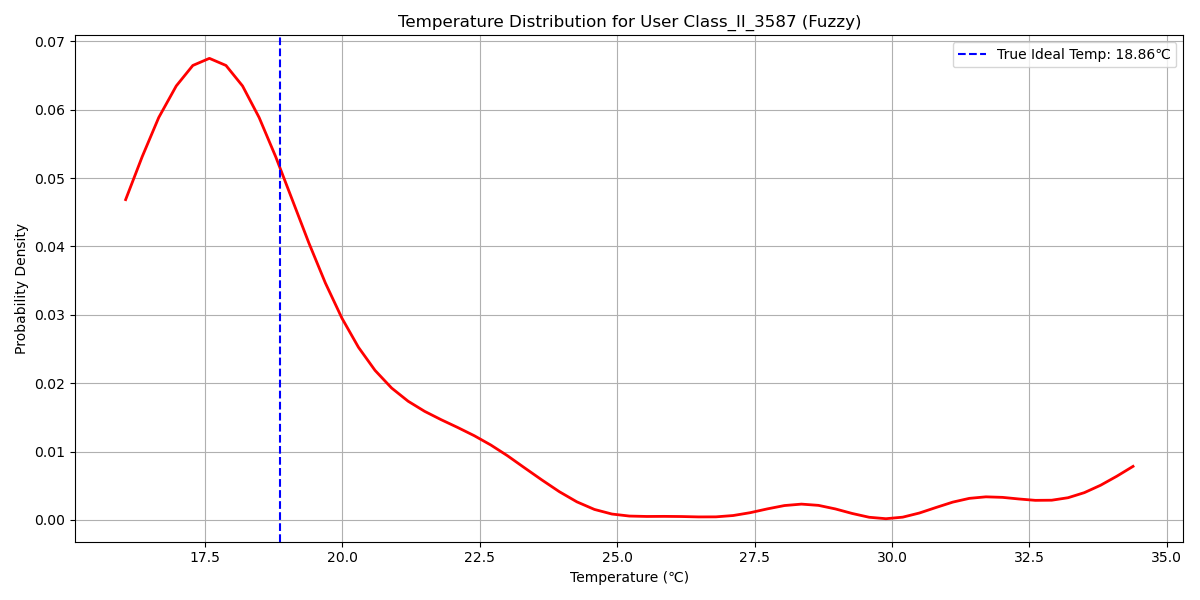 Temperature Distribution for User Class_II_3587 (Fuzzy)
True Ideal Temp: 18.86℃
Probability Density
0.07
0.06
0.05
0.04
0.03
0.02
0.01
0.00
17.5 20.0 22.5 25.0 27.5 30.0 32.5 35.0
Temperature (℃)